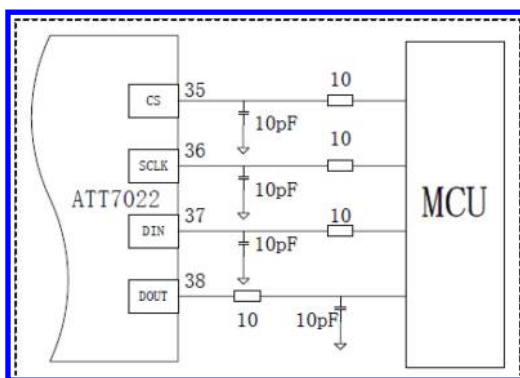 CS 35 10
10pF
SCLK 36 10
10pF
ATT7022
DIN 37 10
10pF
DOUT 38
10 10pF
MCU